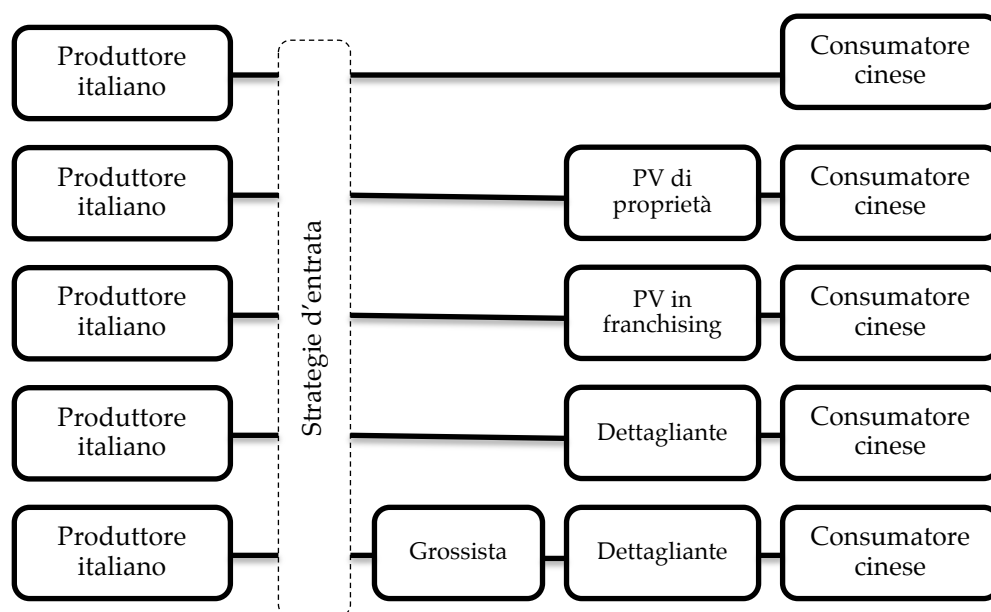 Produttore
italiano
Consumatore
cinese
Produttore
italiano
PV di
proprietà
Consumatore
cinese
Strategie d'entrata
Produttore
italiano
PV in
franchising
Consumatore
cinese
Produttore
italiano
Dettagliante
Consumatore
cinese
Produttore
italiano
Grossista
Dettagliante
Consumatore
cinese